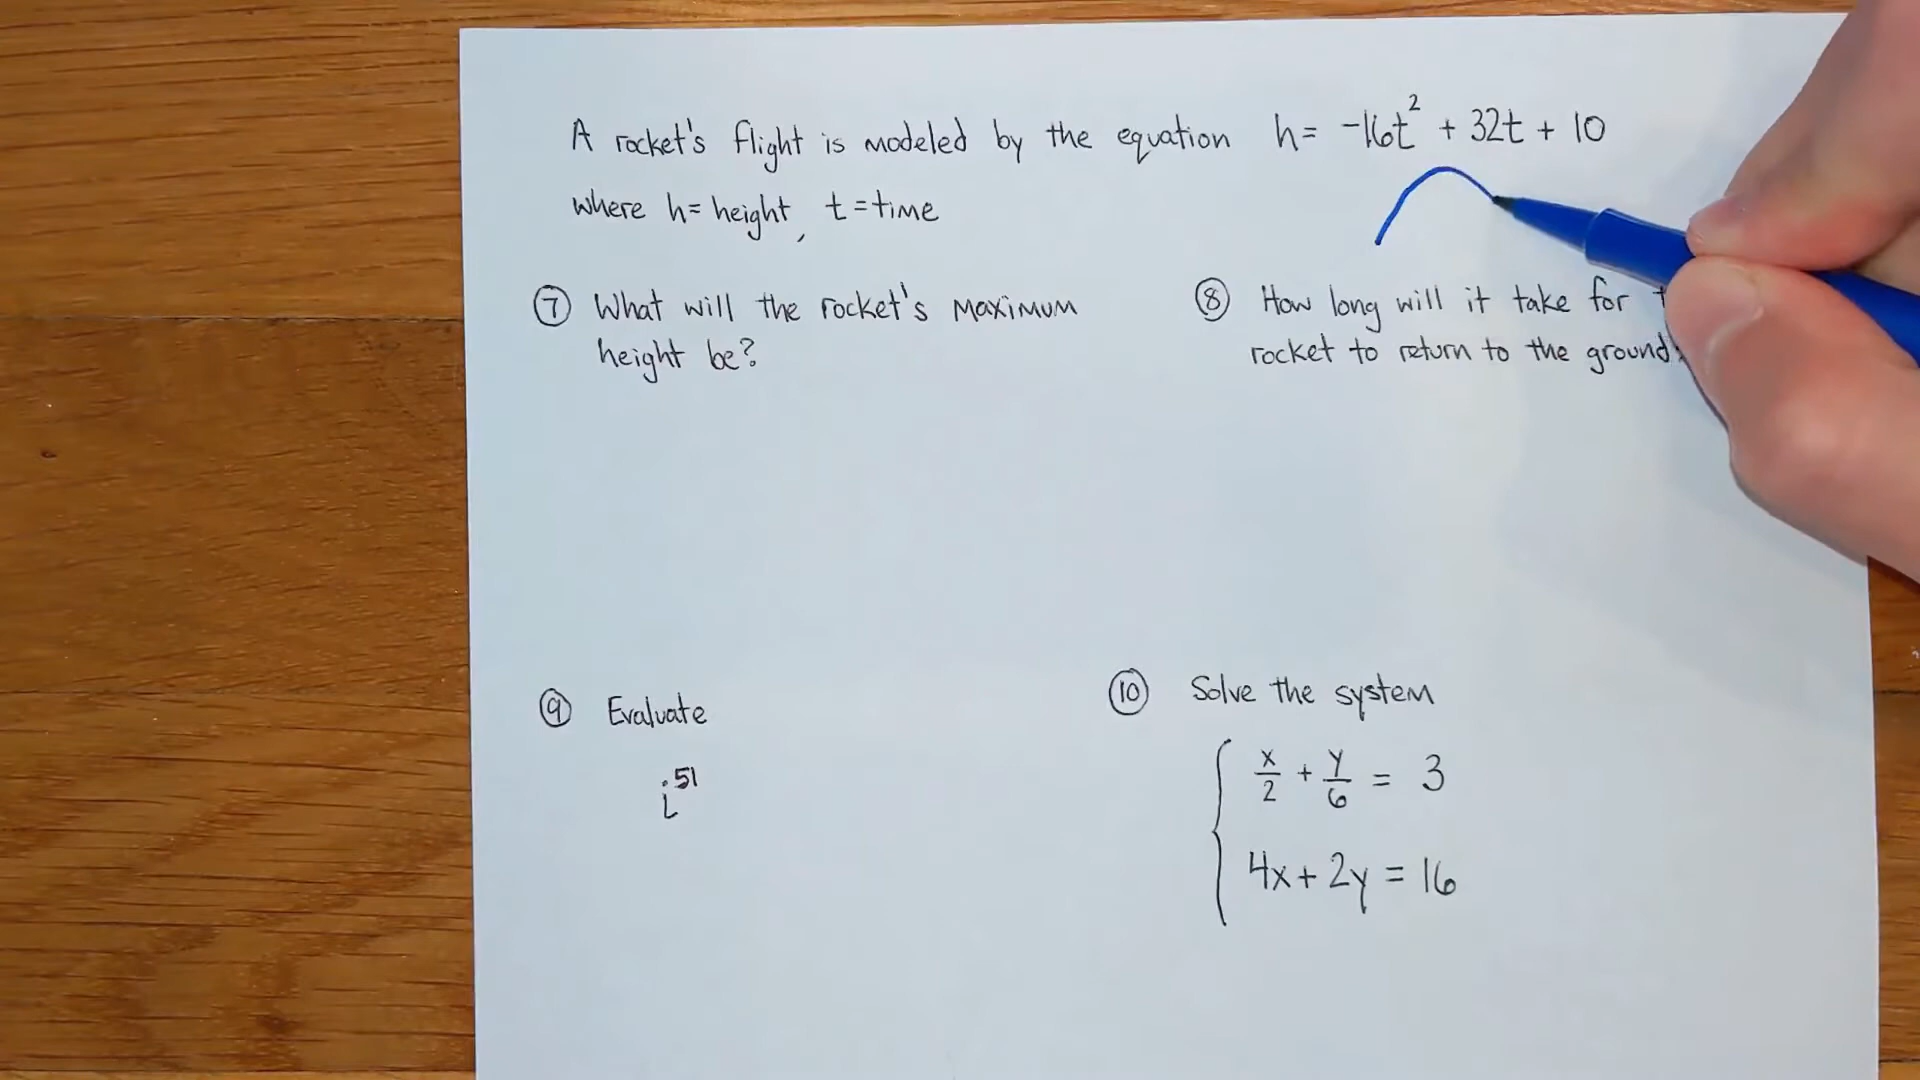 A rocket's flight is modeled by the equation h = -16t² + 32t + 10
where h = height, t = time
⑦ What will the rocket's maximum
height be?
⑧ How long will it take for
rocket to return to the ground
⑨ Evaluate
i⁵¹
⑩ Solve the system
x/2 + y/6 = 3
4x + 2y = 16